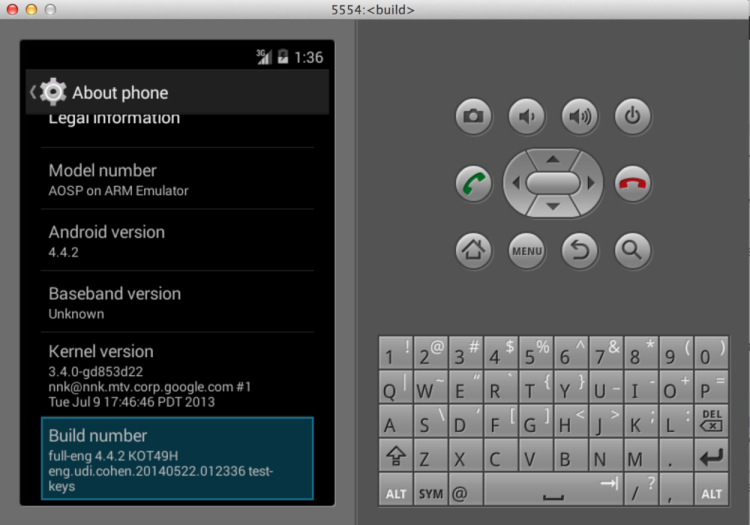 5554:<build>
3G 1:36
About phone
Legal information
Model number
AOSP on ARM Emulator
Android version
4.4.2
Baseband version
Unknown
Kernel version
3.4.0-gd853d22
nnk@nnk.mtv.corp.google.com #1
Tue Jul 9 17:46:46 PDT 2013
Build number
full-eng 4.4.2 KOT49H
eng.udi.cohen.20140522.012336 test-
keys
MENU
1 ! 2 @ 3 # 4 $ 5 % 6 ^ 7 & 8 * 9 ( 0 )
Q | W ~ E “ R ` T { Y } U _ I - O + P =
A S \ D ‘ F [ G ] H < J > K ; L : DEL
Z X C V B N M .
ALT SYM @ / ? , ALT